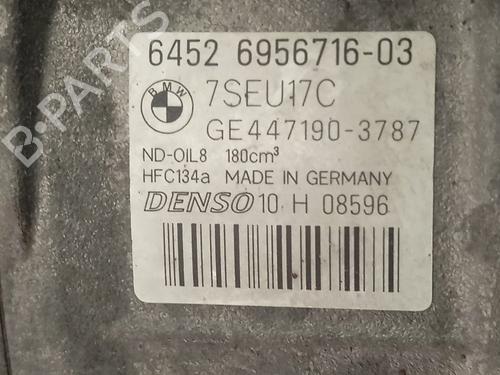 6452 6956716-03
BMW 7SEU17C
GE447190-3787
ND-OIL8 180cm³
HFC134a MADE IN GERMANY
DENSO 10 H 08596
B-PARTS